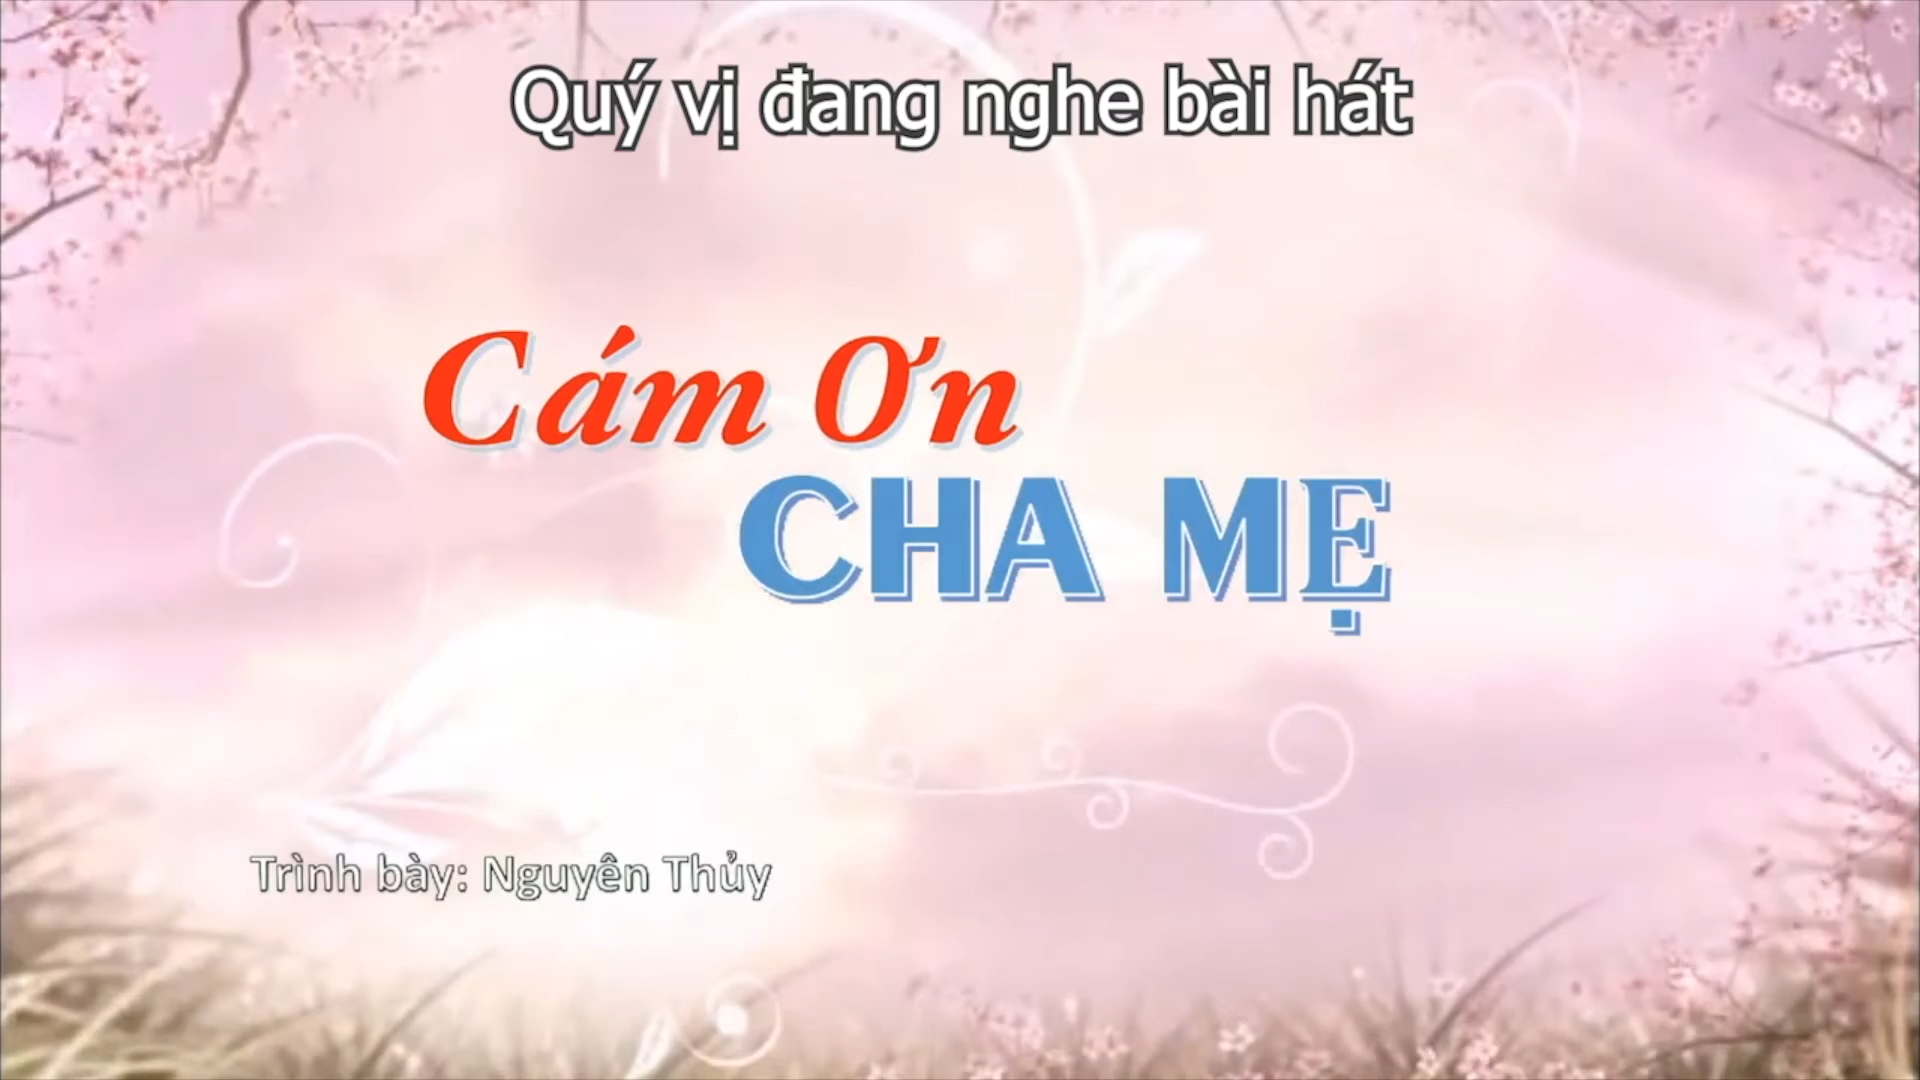 Quý vị đang nghe bài hát
Cám Ơn
CHA MẸ
Trình bày: Nguyên Thủy